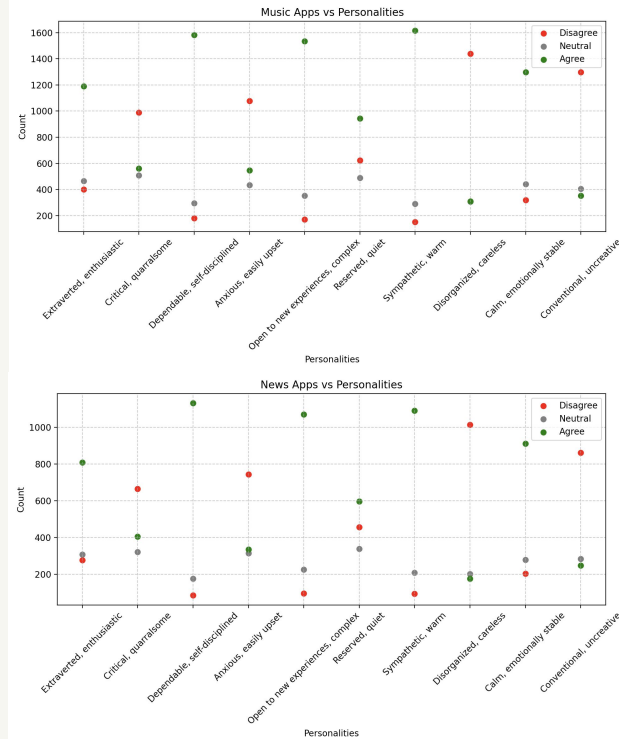 Music Apps vs Personalities
1600
1400
1200
1000
800
600
400
200
Count
Disagree
Neutral
Agree
Extraverted, enthusiastic
Critical, quarralsome
Dependable, self-disciplined
Anxious, easily upset
Open to new experiences, complex
Reserved, quiet
Sympathetic, warm
Disorganized, careless
Calm, emotionally stable
Conventional, uncreative
Personalities
News Apps vs Personalities
1000
800
600
400
200
Count
Disagree
Neutral
Agree
Extraverted, enthusiastic
Critical, quarralsome
Dependable, self-disciplined
Anxious, easily upset
Open to new experiences, complex
Reserved, quiet
Sympathetic, warm
Disorganized, careless
Calm, emotionally stable
Conventional, uncreative
Personalities